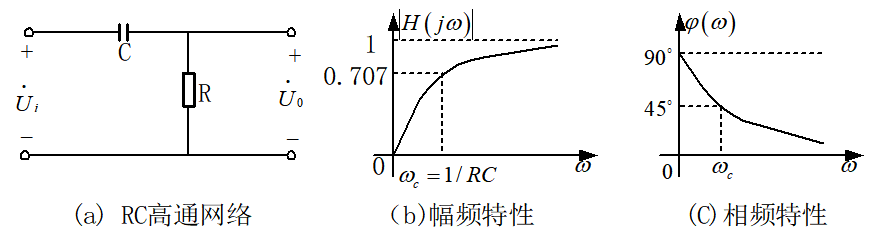 +
C
+
U̇i
R
U̇0
−
−
(a) RC高通网络
|H(jω)|
1
0.707
0
ωc = 1/RC
ω
(b)幅频特性
φ(ω)
90°
45°
0
ωc
ω
(C)相频特性